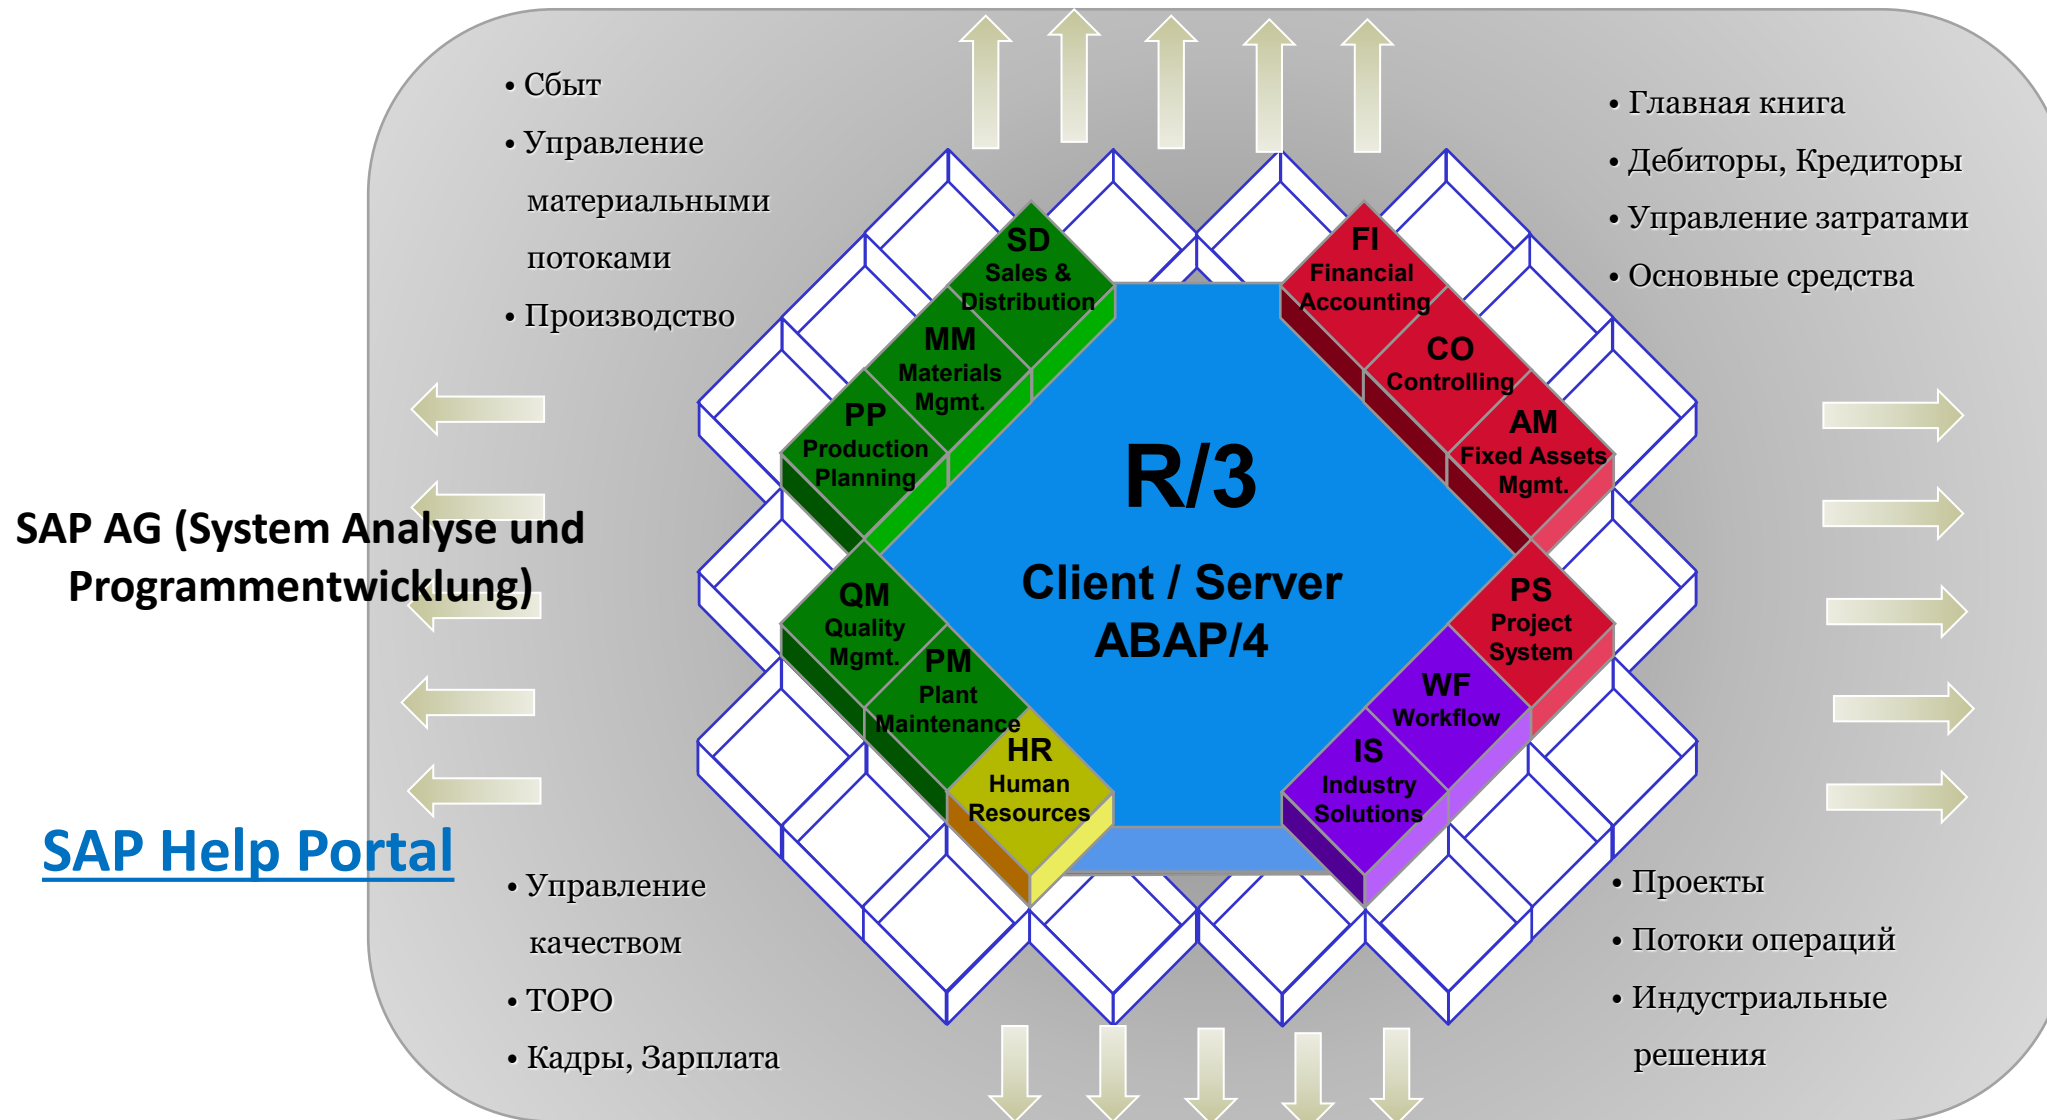 • Сбыт
• Управление
материальными
потоками
• Производство
• Главная книга
• Дебиторы, Кредиторы
• Управление затратами
• Основные средства
SD
Sales &
Distribution
MM
Materials
Mgmt.
PP
Production
Planning
FI
Financial
Accounting
CO
Controlling
AM
Fixed Assets
Mgmt.
R/3
Client / Server
ABAP/4
SAP AG (System Analyse und
Programmentwicklung)
QM
Quality
Mgmt.
PM
Plant
Maintenance
HR
Human
Resources
PS
Project
System
WF
Workflow
IS
Industry
Solutions
SAP Help Portal
• Управление
качеством
• ТОРО
• Кадры, Зарплата
• Проекты
• Потоки операций
• Индустриальные
решения